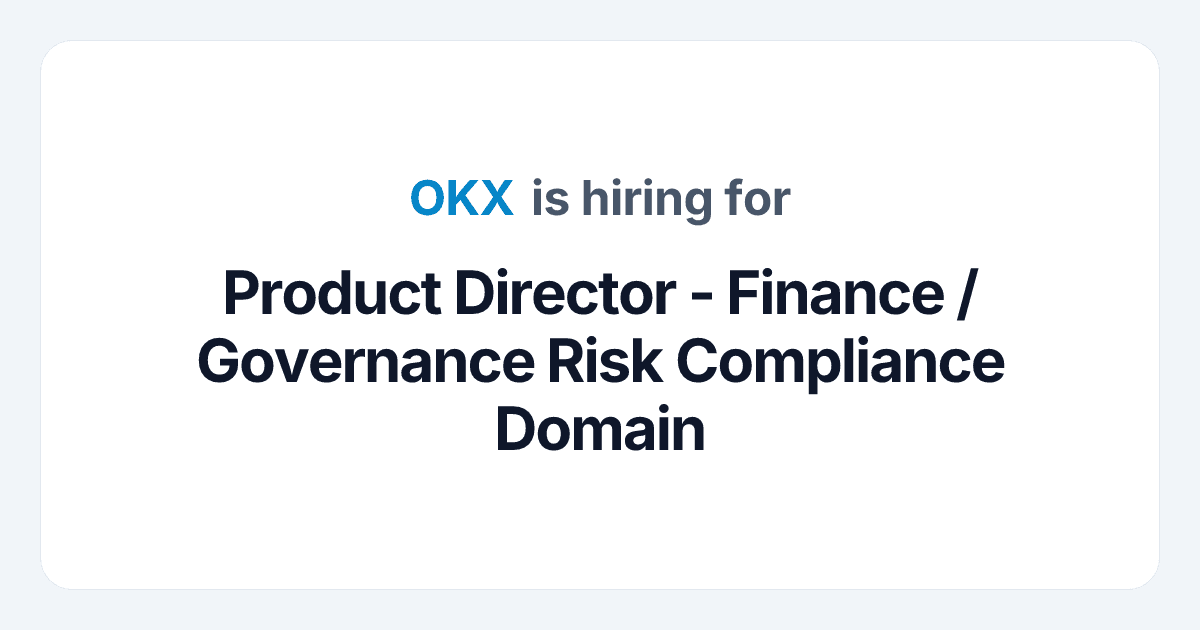 OKX is hiring for
Product Director - Finance /
Governance Risk Compliance
Domain